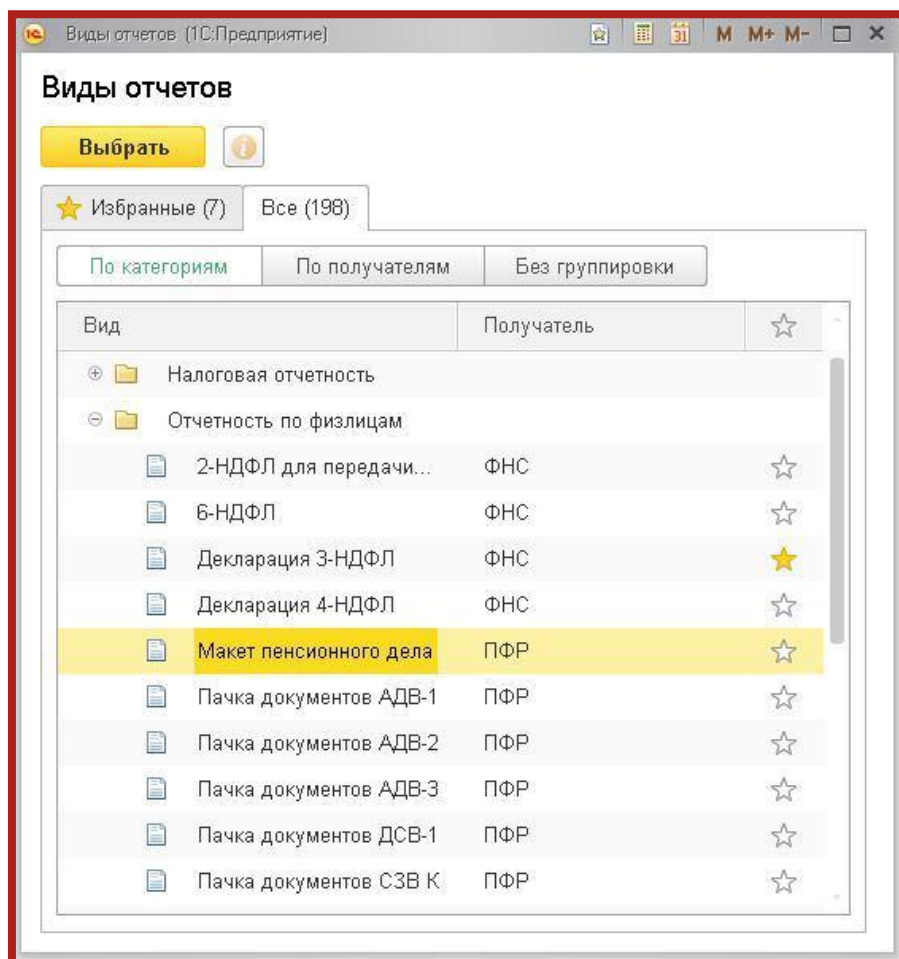 1С Виды отчетов (1С:Предприятие) 31 M M+ M-
Виды отчетов
Выбрать i
Избранные (7) Все (198)
По категориям По получателям Без группировки
Вид Получатель
Налоговая отчетность
Отчетность по физлицам
2-НДФЛ для передачи... ФНС
6-НДФЛ ФНС
Декларация 3-НДФЛ ФНС
Декларация 4-НДФЛ ФНС
Макет пенсионного дела ПФР
Пачка документов АДВ-1 ПФР
Пачка документов АДВ-2 ПФР
Пачка документов АДВ-3 ПФР
Пачка документов ДСВ-1 ПФР
Пачка документов СЗВ К ПФР